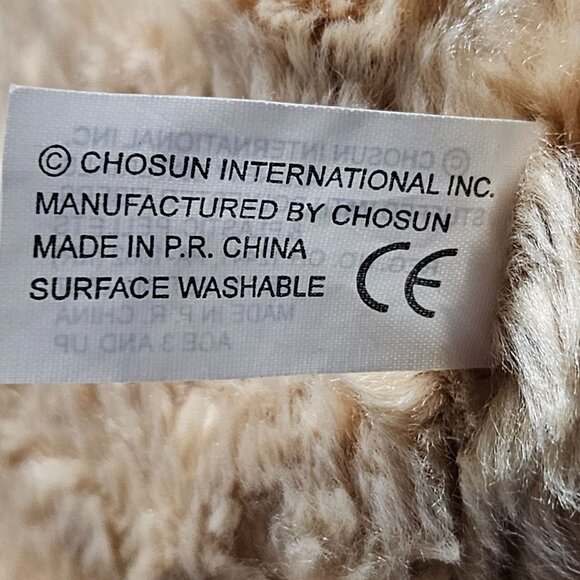 © CHOSUN INTERNATIONAL INC.
MANUFACTURED BY CHOSUN
MADE IN P.R. CHINA
SURFACE WASHABLE CE